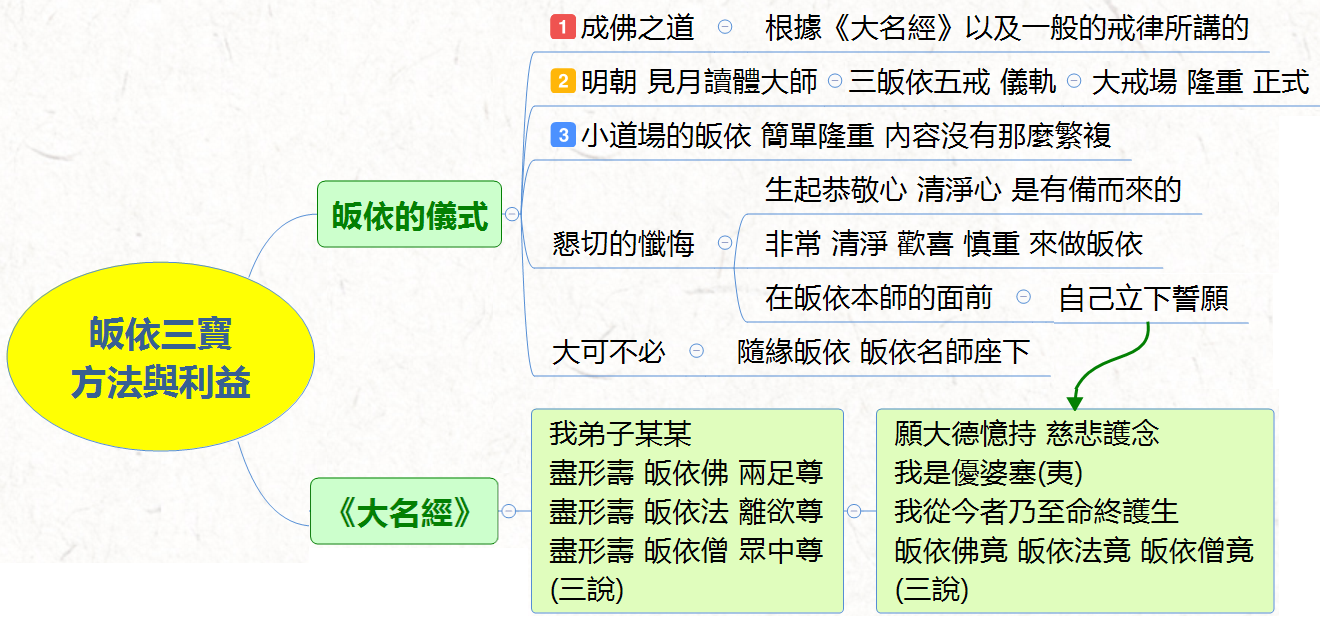 皈依三寶
方法與利益
皈依的儀式
1 成佛之道 根據《大名經》以及一般的戒律所講的
2 明朝 見月讀體大師 三皈依五戒 儀軌 大戒場 隆重 正式
3 小道場的皈依 簡單隆重 內容沒有那麼繁複
懇切的懺悔
生起恭敬心 清淨心 是有備而來的
非常 清淨 歡喜 慎重 來做皈依
在皈依本師的面前 自己立下誓願
大可不必 隨緣皈依 皈依名師座下
《大名經》
我弟子某某
盡形壽 皈依佛 兩足尊
盡形壽 皈依法 離欲尊
盡形壽 皈依僧 眾中尊
(三說)
願大德憶持 慈悲護念
我是優婆塞(夷)
我從今者乃至命終護生
皈依佛竟 皈依法竟 皈依僧竟
(三說)